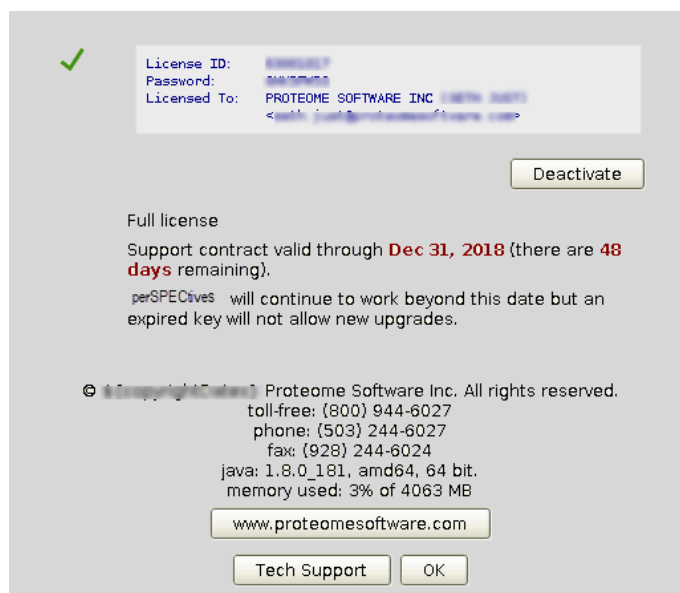 License ID:
Password:
Licensed To: PROTEOME SOFTWARE INC
Deactivate
Full license
Support contract valid through Dec 31, 2018 (there are 48
days remaining).
perSPECtives will continue to work beyond this date but an
expired key will not allow new upgrades.
© Proteome Software Inc. All rights reserved.
toll-free: (800) 944-6027
phone: (503) 244-6027
fax: (928) 244-6024
java: 1.8.0_181, amd64, 64 bit.
memory used: 3% of 4063 MB
www.proteomesoftware.com
Tech Support OK